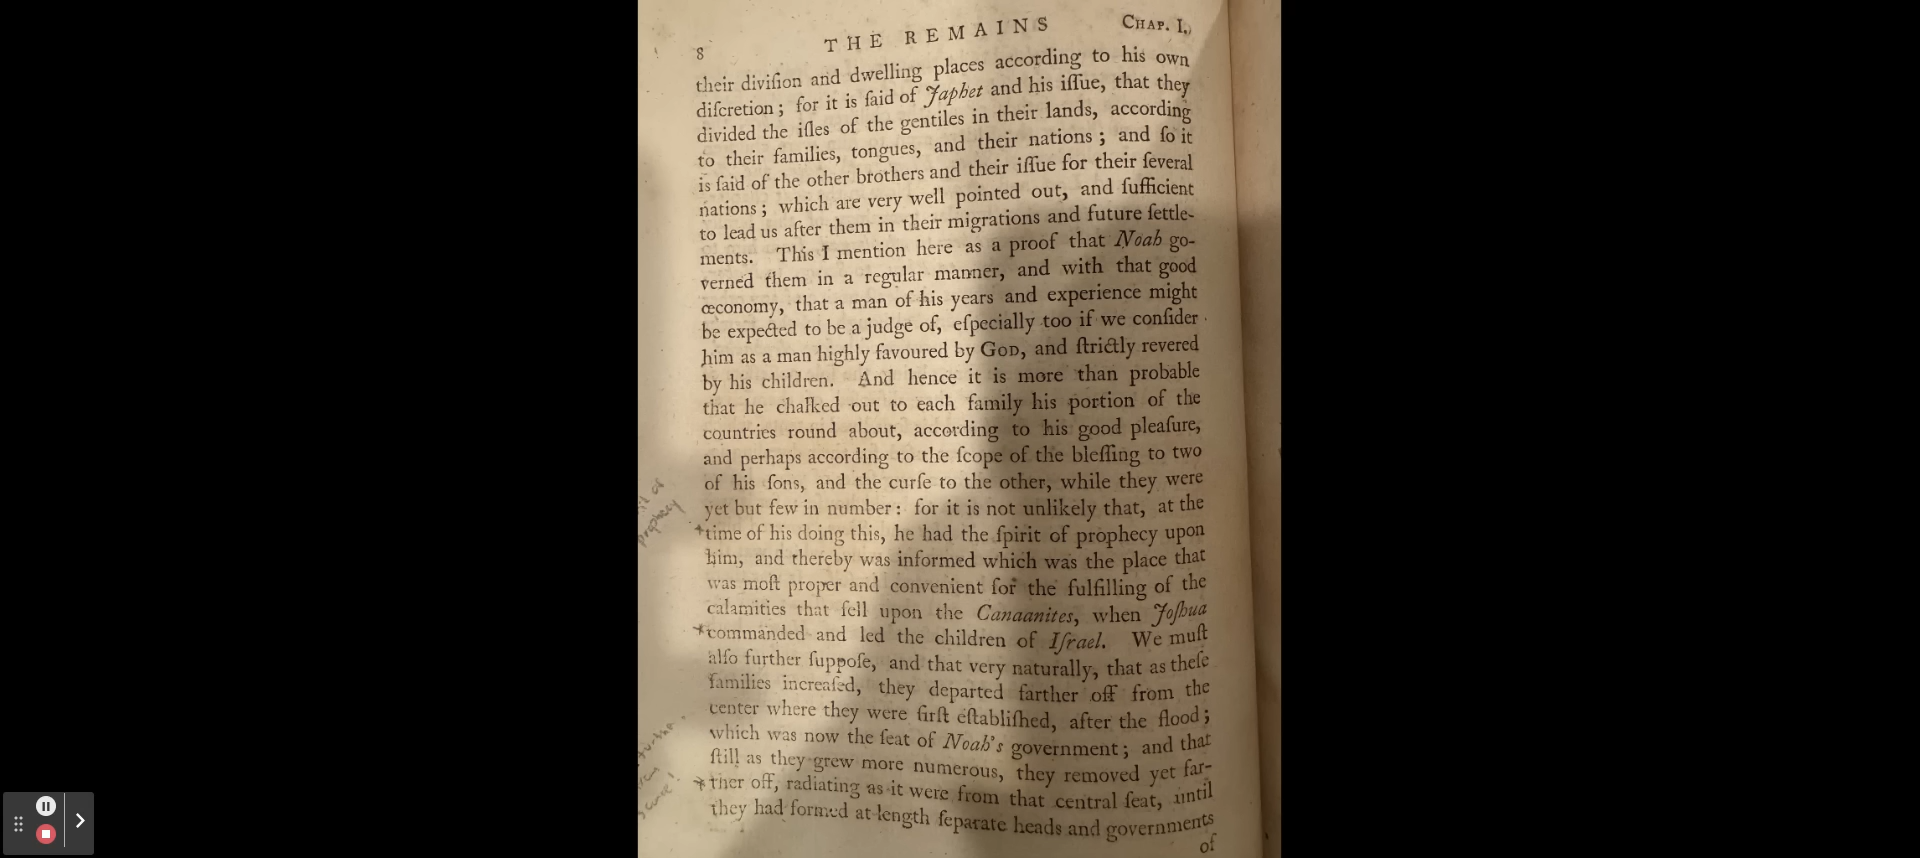 8 THE REMAINS CHAP. I.
their diviſion and dwelling places according to his own
diſcretion; for it is ſaid of Japhet and his iſſue, that they
divided the iſles of the gentiles in their lands, according
to their families, tongues, and their nations; and ſo it
is ſaid of the other brothers and their iſſue for their ſeveral
nations; which are very well pointed out, and ſufficient
to lead us after them in their migrations and future ſettle-
ments. This I mention here as a proof that Noah go-
verned them in a regular manner, and with that good
œconomy, that a man of his years and experience might
be expected to be a judge of, eſpecially too if we conſider
him as a man highly favoured by GOD, and ſtrictly revered
by his children. And hence it is more than probable
that he chalked out to each family his portion of the
countries round about, according to his good pleaſure,
and perhaps according to the ſcope of the bleſſing to two
of his ſons, and the curſe to the other, while they were
yet but few in number: for it is not unlikely that, at the
time of his doing this, he had the ſpirit of prophecy upon
him, and thereby was informed which was the place that
was moſt proper and convenient for the fulfilling of the
calamities that fell upon the Canaanites, when Joſhua
commanded and led the children of Iſrael. We muſt
alſo further ſuppoſe, and that very naturally, that as theſe
families increaſed, they departed farther off from the
center where they were firſt eſtabliſhed, after the flood;
which was now the ſeat of Noah's government; and that
ſtill as they grew more numerous, they removed yet far-
ther off, radiating as it were from that central ſeat, until
they had formed at length ſeparate heads and governments
of
prophecy